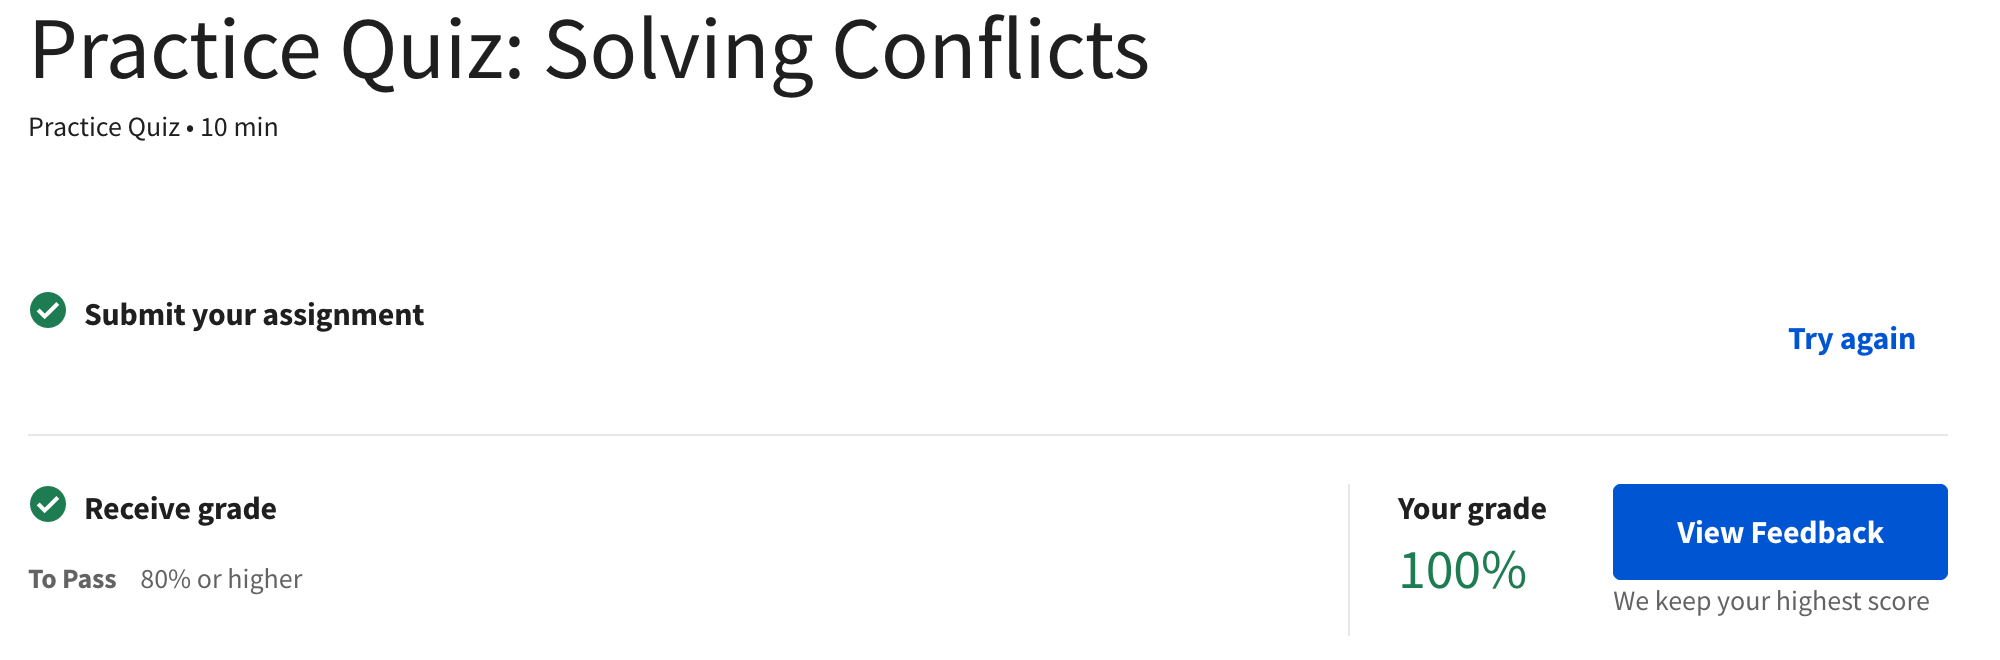 Practice Quiz: Solving Conflicts
Practice Quiz • 10 min
Submit your assignment
Try again
Receive grade
To Pass 80% or higher
Your grade
100%
View Feedback
We keep your highest score